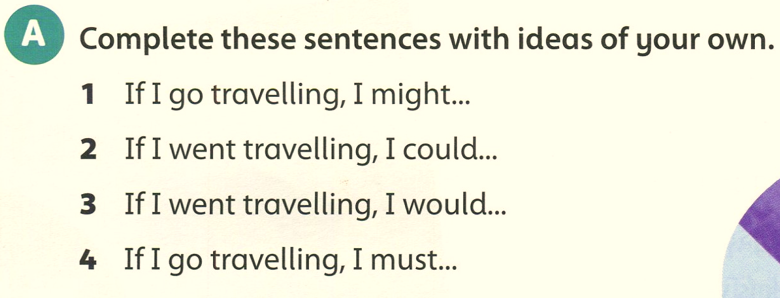 A Complete these sentences with ideas of your own.
1 If I go travelling, I might...
2 If I went travelling, I could...
3 If I went travelling, I would...
4 If I go travelling, I must...